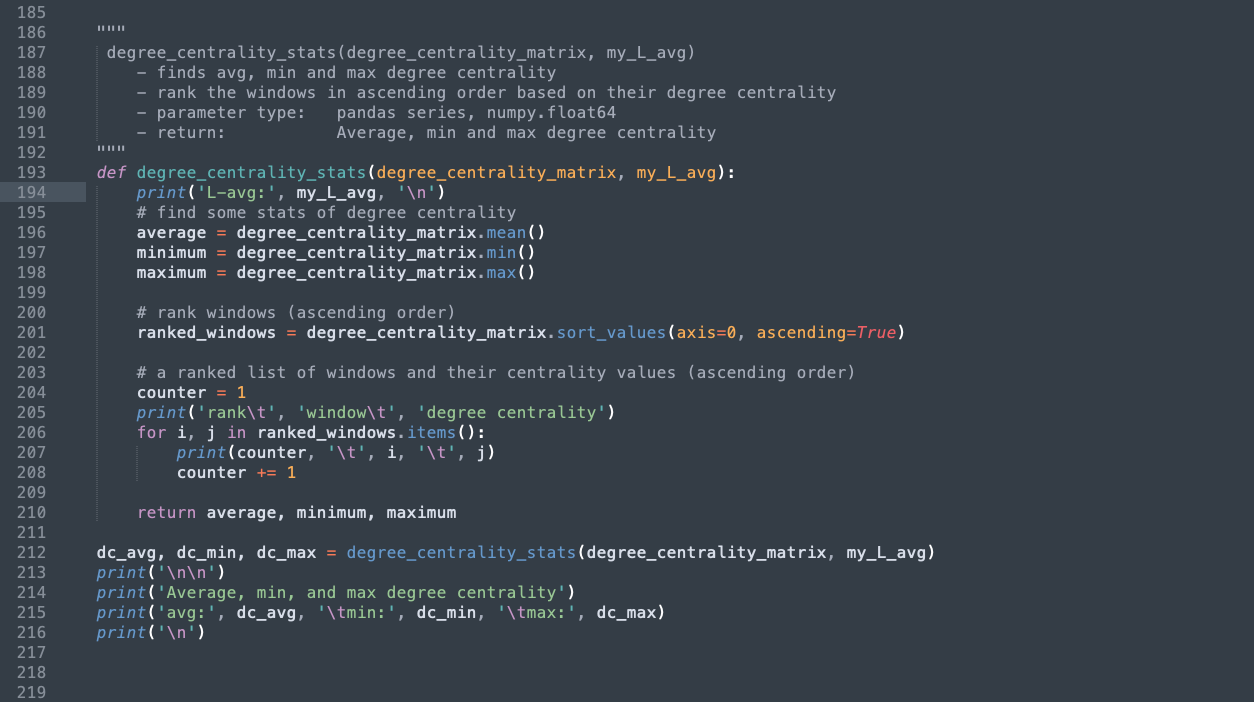 185
186 """
187 degree_centrality_stats(degree_centrality_matrix, my_L_avg)
188 – finds avg, min and max degree centrality
189 – rank the windows in ascending order based on their degree centrality
190 – parameter type:   pandas series, numpy.float64
191 – return:           Average, min and max degree centrality
192 """
193 def degree_centrality_stats(degree_centrality_matrix, my_L_avg):
194     print('L-avg:', my_L_avg, '\n')
195     # find some stats of degree centrality
196     average = degree_centrality_matrix.mean()
197     minimum = degree_centrality_matrix.min()
198     maximum = degree_centrality_matrix.max()
199
200     # rank windows (ascending order)
201     ranked_windows = degree_centrality_matrix.sort_values(axis=0, ascending=True)
202
203     # a ranked list of windows and their centrality values (ascending order)
204     counter = 1
205     print('rank\t', 'window\t', 'degree centrality')
206     for i, j in ranked_windows.items():
207         print(counter, '\t', i, '\t', j)
208         counter += 1
209
210     return average, minimum, maximum
211
212 dc_avg, dc_min, dc_max = degree_centrality_stats(degree_centrality_matrix, my_L_avg)
213 print('\n\n')
214 print('Average, min, and max degree centrality')
215 print('avg:', dc_avg, '\tmin:', dc_min, '\tmax:', dc_max)
216 print('\n')
217
218
219